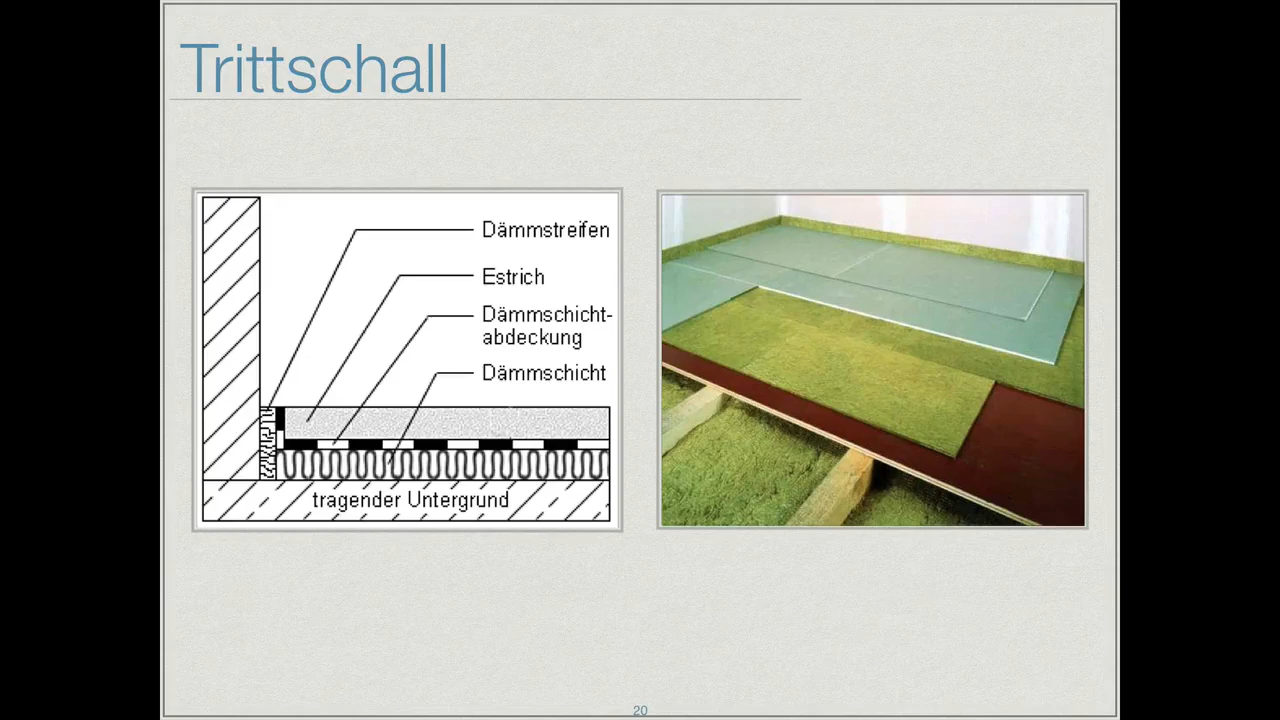 Trittschall
Dämmstreifen
Estrich
Dämmschicht-
abdeckung
Dämmschicht
tragender Untergrund
20